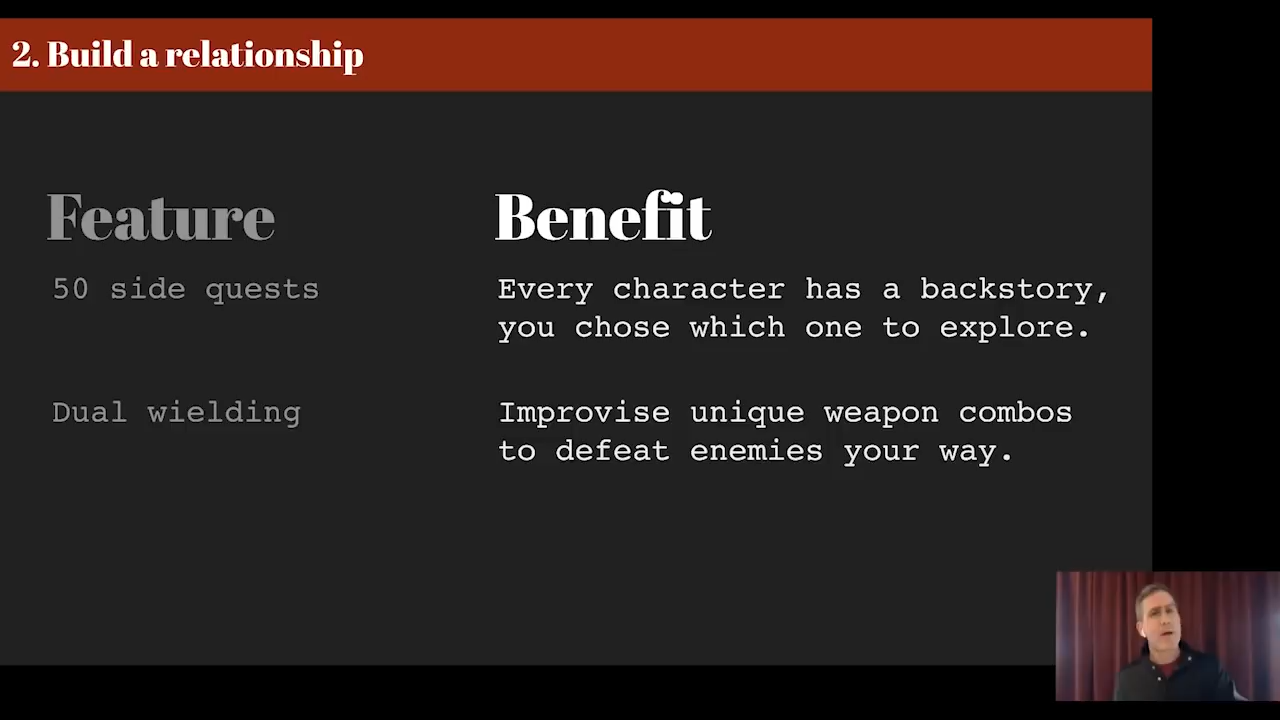 2. Build a relationship
Feature
Benefit
50 side quests
Every character has a backstory,
you chose which one to explore.
Dual wielding
Improvise unique weapon combos
to defeat enemies your way.